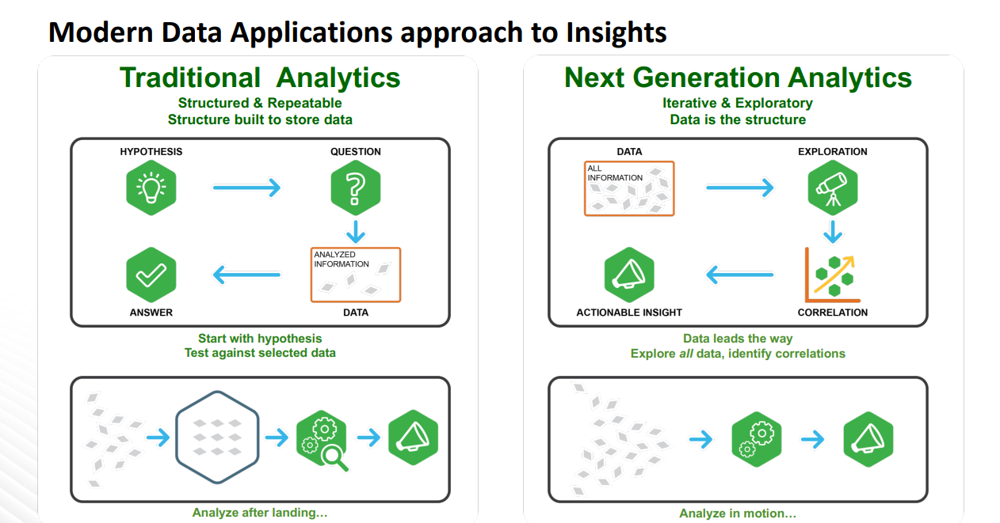 Modern Data Applications approach to Insights
Traditional Analytics
Structured & Repeatable
Structure built to store data
HYPOTHESIS
QUESTION
ANALYZED
INFORMATION
ANSWER
DATA
Start with hypothesis
Test against selected data
Analyze after landing…
Next Generation Analytics
Iterative & Exploratory
Data is the structure
DATA
EXPLORATION
ALL
INFORMATION
ACTIONABLE INSIGHT
CORRELATION
Data leads the way
Explore all data, identify correlations
Analyze in motion…